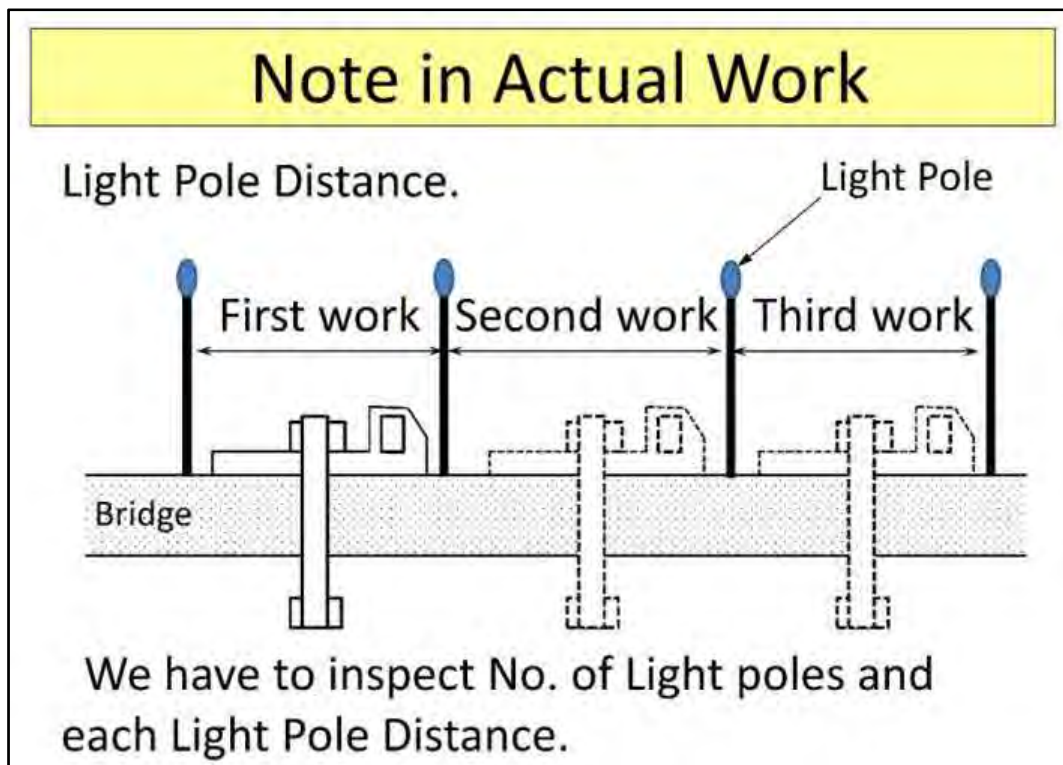 Note in Actual Work
Light Pole Distance.
Light Pole
First work
Second work
Third work
Bridge
We have to inspect No. of Light poles and
each Light Pole Distance.